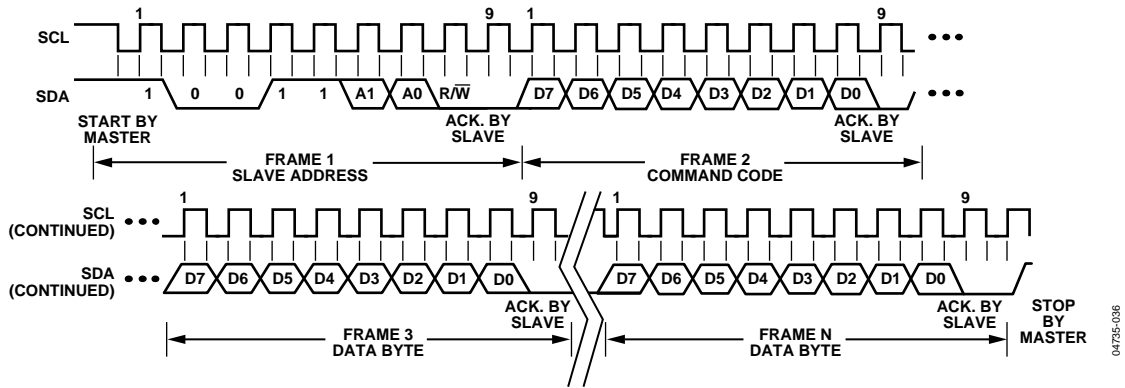 1 9 1 9
SCL •••
SDA 1 0 0 1 1 A1 A0 R/W̅ D7 D6 D5 D4 D3 D2 D1 D0 •••
START BY
MASTER
ACK. BY
SLAVE
ACK. BY
SLAVE
FRAME 1
SLAVE ADDRESS
FRAME 2
COMMAND CODE
1 9 1 9
SCL
(CONTINUED) •••
SDA
(CONTINUED) ••• D7 D6 D5 D4 D3 D2 D1 D0 D7 D6 D5 D4 D3 D2 D1 D0
ACK. BY
SLAVE
ACK. BY
SLAVE
STOP
BY
MASTER
FRAME 3
DATA BYTE
FRAME N
DATA BYTE
04735-036